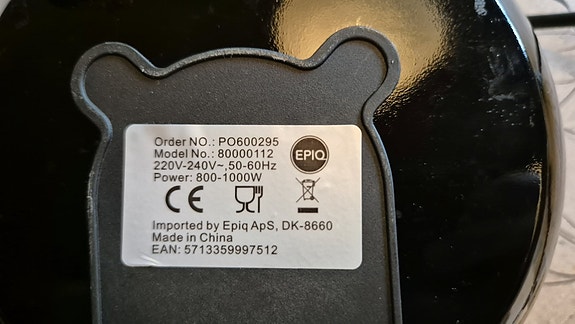 Order NO.: PO600295
Model No.: 80000112
220V-240V~,50-60Hz
Power: 800-1000W
EPIQ
CE
Imported by Epiq ApS, DK-8660
Made in China
EAN: 5713359997512